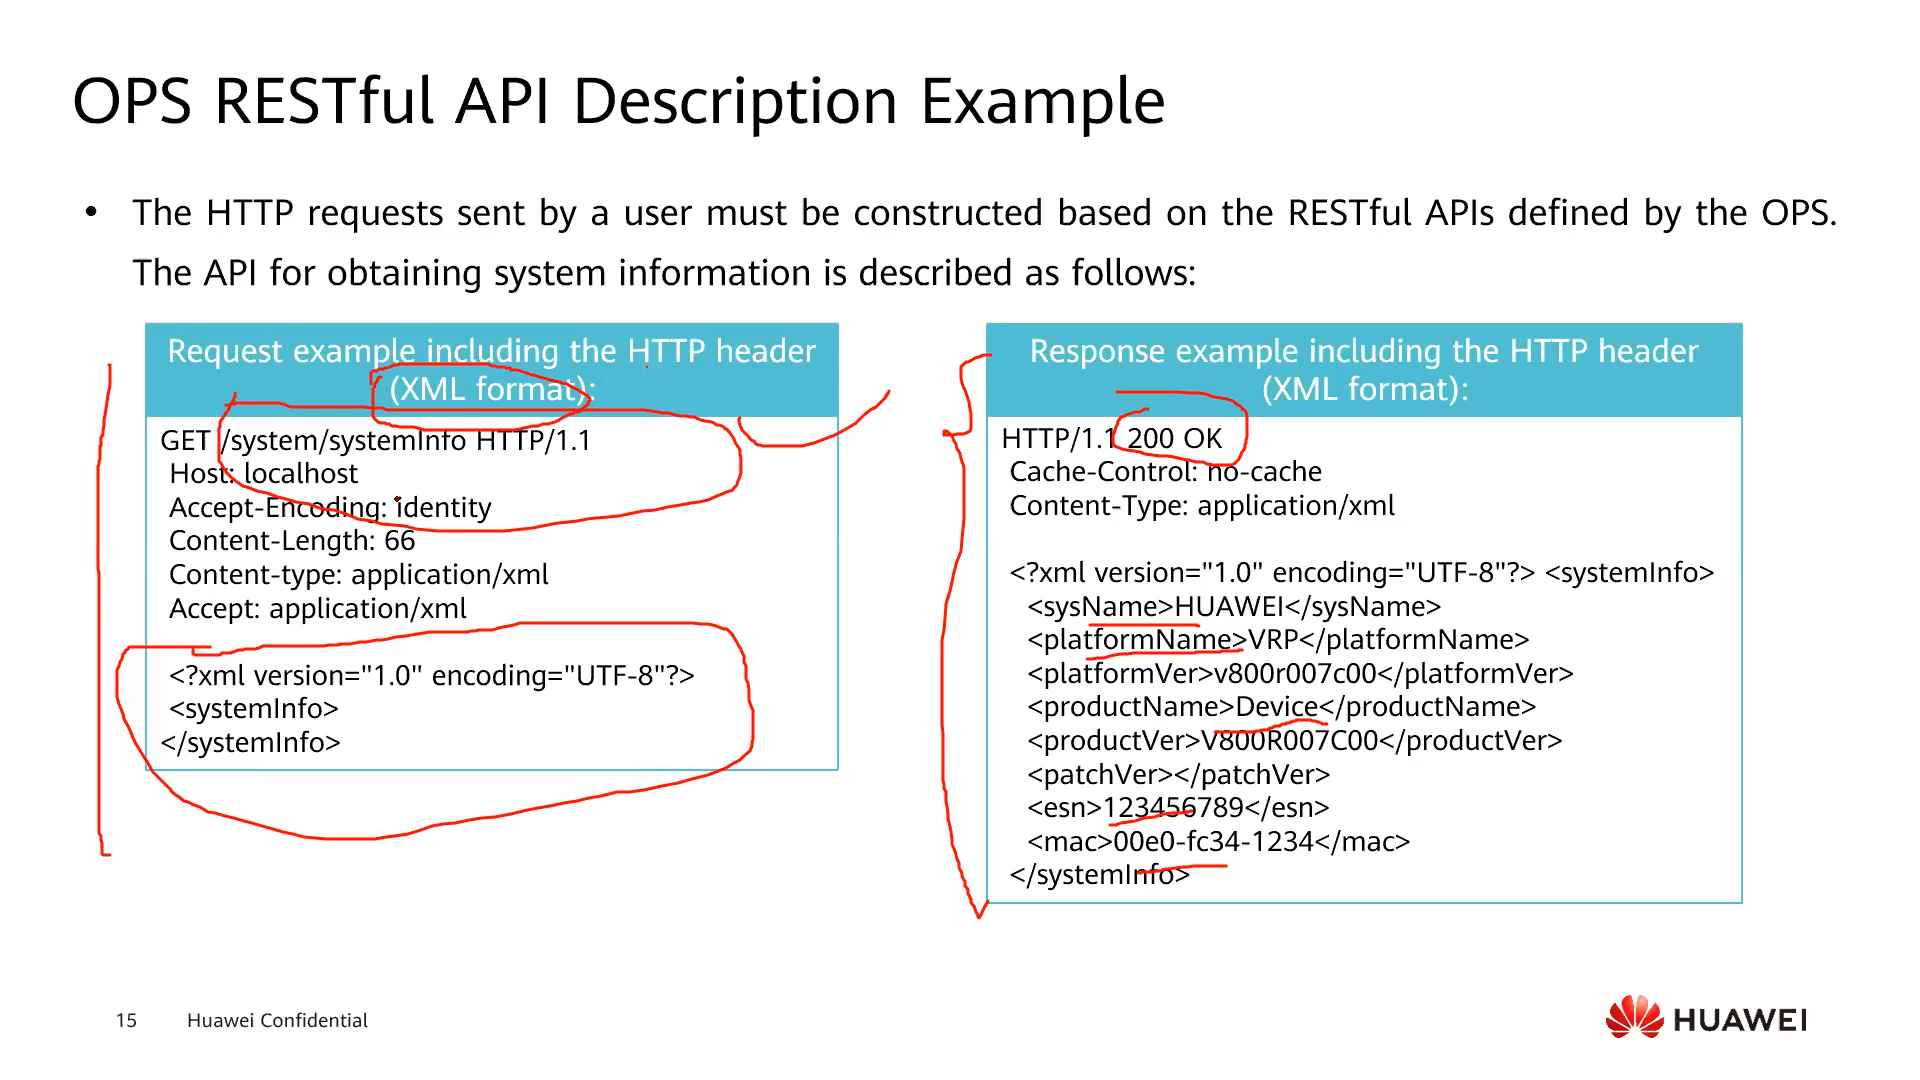 OPS RESTful API Description Example
• The HTTP requests sent by a user must be constructed based on the RESTful APIs defined by the OPS.
The API for obtaining system information is described as follows:
Request example including the HTTP header
(XML format):
GET /system/systemInfo HTTP/1.1
Host: localhost
Accept-Encoding: identity
Content-Length: 66
Content-type: application/xml
Accept: application/xml
<?xml version="1.0" encoding="UTF-8"?>
<systemInfo>
</systemInfo>
Response example including the HTTP header
(XML format):
HTTP/1.1 200 OK
Cache-Control: no-cache
Content-Type: application/xml
<?xml version="1.0" encoding="UTF-8"?> <systemInfo>
<sysName>HUAWEI</sysName>
<platformName>VRP</platformName>
<platformVer>v800r007c00</platformVer>
<productName>Device</productName>
<productVer>V800R007C00</productVer>
<patchVer></patchVer>
<esn>123456789</esn>
<mac>00e0-fc34-1234</mac>
</systemInfo>
15 Huawei Confidential
HUAWEI